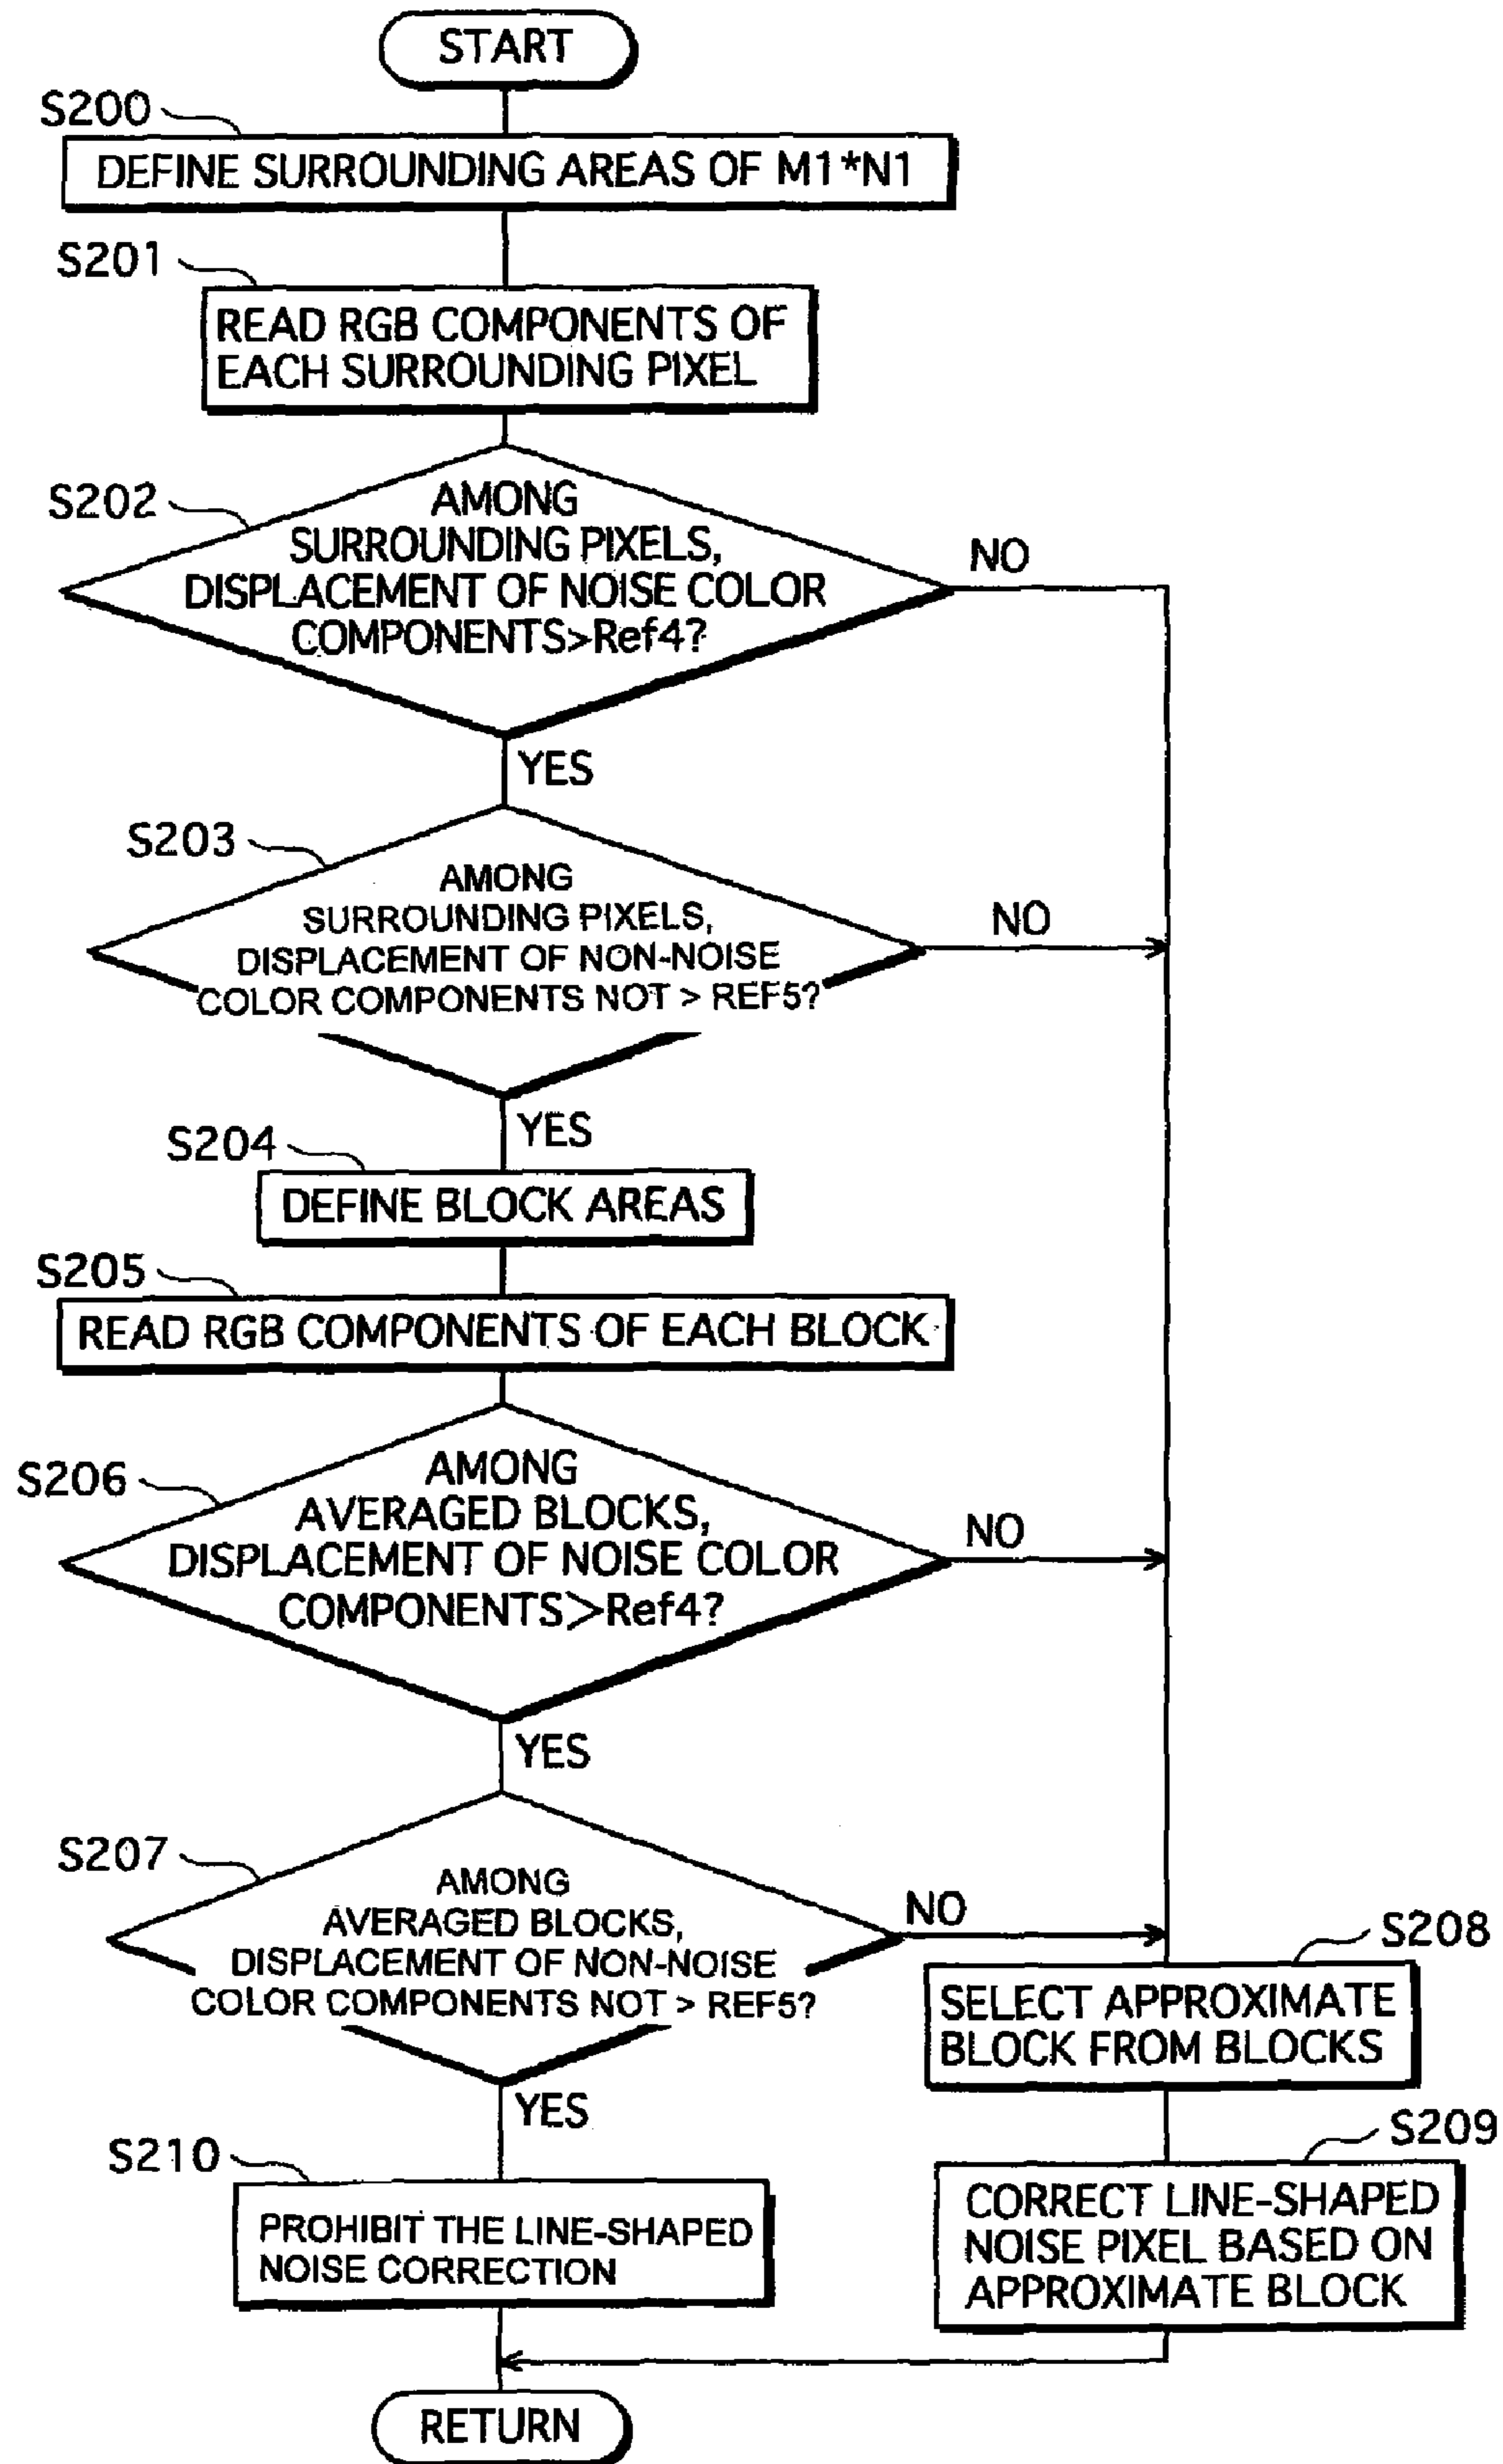 START
S200
DEFINE SURROUNDING AREAS OF M1*N1
S201
READ RGB COMPONENTS OF
EACH SURROUNDING PIXEL
S202
AMONG
SURROUNDING PIXELS,
DISPLACEMENT OF NOISE COLOR
COMPONENTS>Ref4?
NO
YES
S203
AMONG
SURROUNDING PIXELS,
DISPLACEMENT OF NON-NOISE
COLOR COMPONENTS NOT > REF5?
NO
YES
S204
DEFINE BLOCK AREAS
S205
READ RGB COMPONENTS OF EACH BLOCK
S206
AMONG
AVERAGED BLOCKS,
DISPLACEMENT OF NOISE COLOR
COMPONENTS>Ref4?
NO
YES
S207
AMONG
AVERAGED BLOCKS,
DISPLACEMENT OF NON-NOISE
COLOR COMPONENTS NOT > REF5?
NO
YES
S208
SELECT APPROXIMATE
BLOCK FROM BLOCKS
S209
CORRECT LINE-SHAPED
NOISE PIXEL BASED ON
APPROXIMATE BLOCK
S210
PROHIBIT THE LINE-SHAPED
NOISE CORRECTION
RETURN